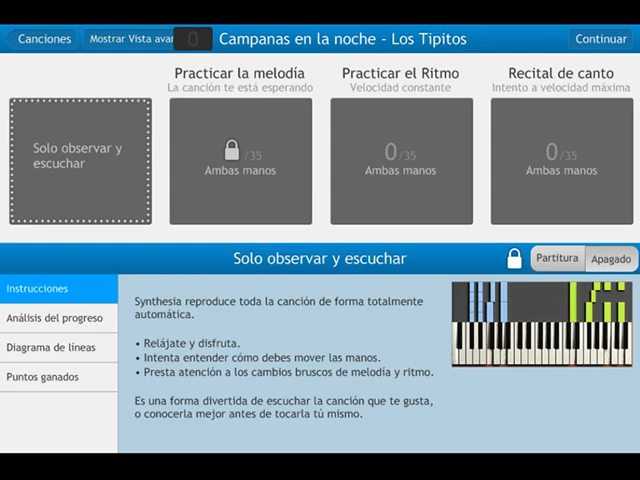 Canciones
Mostrar Vista avan
0
Campanas en la noche - Los Tipitos
Continuar
Practicar la melodía
La canción te está esperando
Practicar el Ritmo
Velocidad constante
Recital de canto
Intento a velocidad máxima
Solo observar y
escuchar
/35
Ambas manos
0/35
Ambas manos
0/35
Ambas manos
Solo observar y escuchar
Partitura
Apagado
Instrucciones
Análisis del progreso
Diagrama de líneas
Puntos ganados
Synthesia reproduce toda la canción de forma totalmente
automática.
• Relájate y disfruta.
• Intenta entender cómo debes mover las manos.
• Presta atención a los cambios bruscos de melodía y ritmo.
Es una forma divertida de escuchar la canción que te gusta,
o conocerla mejor antes de tocarla tú mismo.